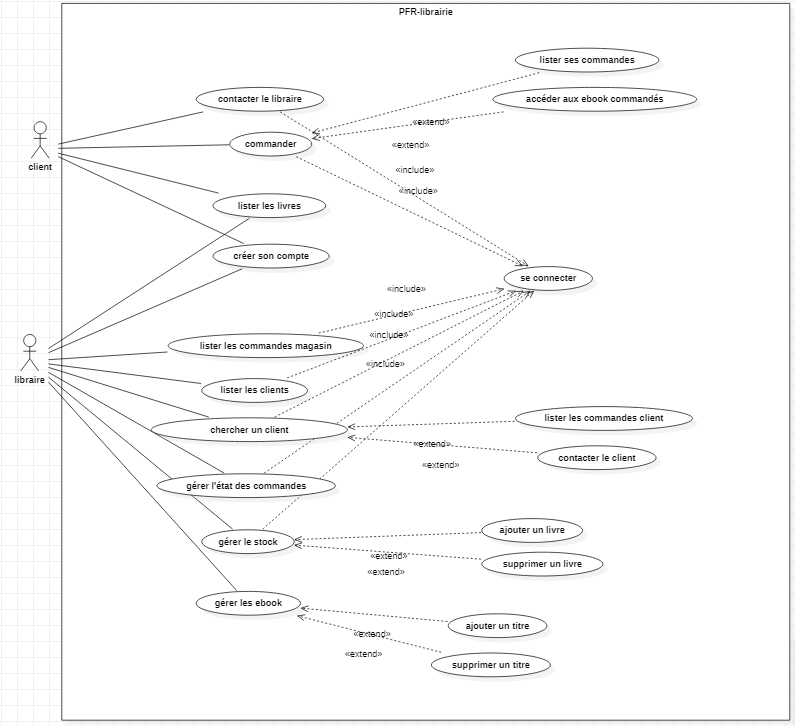 PFR-librairie
lister ses commandes
contacter le libraire
accéder aux ebook commandés
«extend»
client
commander
«extend»
«include»
«include»
lister les livres
créer son compte
se connecter
«include»
«include»
«include»
libraire
lister les commandes magasin
«include»
lister les clients
chercher un client
lister les commandes client
«extend»
contacter le client
«extend»
gérer l'état des commandes
ajouter un livre
gérer le stock
«extend»
supprimer un livre
«extend»
gérer les ebook
ajouter un titre
«extend»
«extend»
supprimer un titre